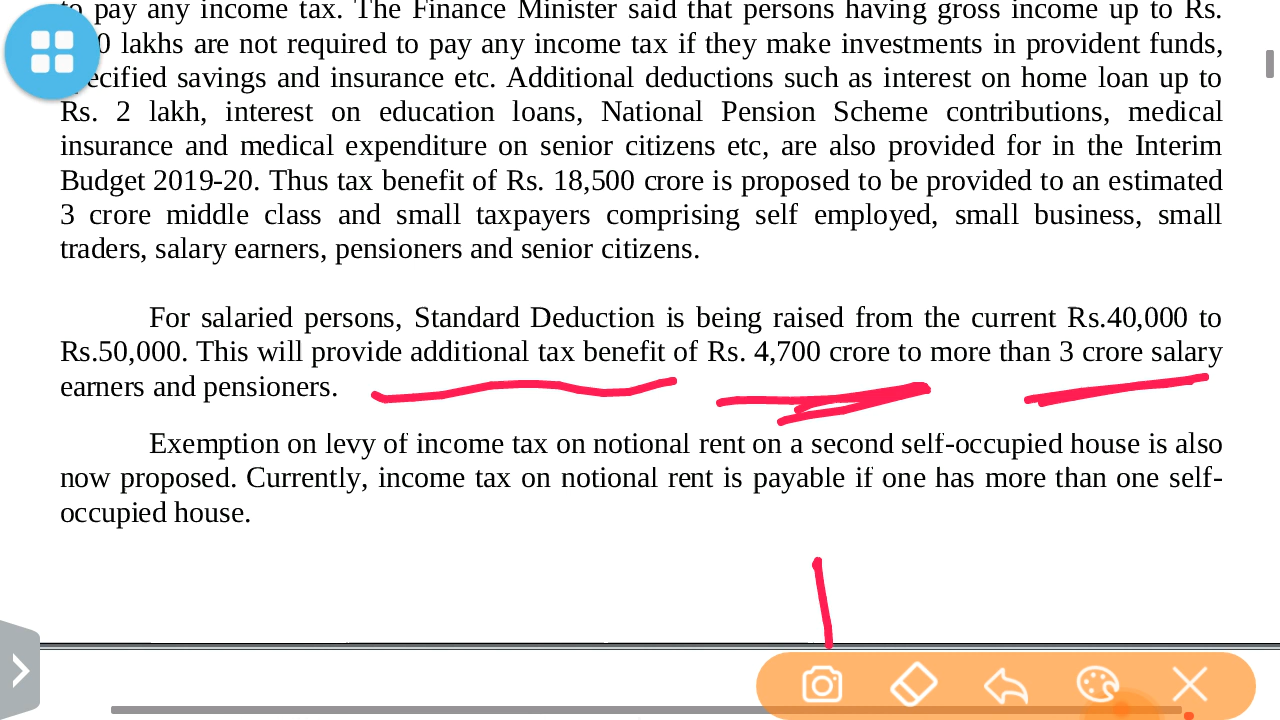 to pay any income tax. The Finance Minister said that persons having gross income up to Rs.
0 lakhs are not required to pay any income tax if they make investments in provident funds,
ecified savings and insurance etc. Additional deductions such as interest on home loan up to
Rs. 2 lakh, interest on education loans, National Pension Scheme contributions, medical
insurance and medical expenditure on senior citizens etc, are also provided for in the Interim
Budget 2019-20. Thus tax benefit of Rs. 18,500 crore is proposed to be provided to an estimated
3 crore middle class and small taxpayers comprising self employed, small business, small
traders, salary earners, pensioners and senior citizens.
For salaried persons, Standard Deduction is being raised from the current Rs.40,000 to
Rs.50,000. This will provide additional tax benefit of Rs. 4,700 crore to more than 3 crore salary
earners and pensioners.
Exemption on levy of income tax on notional rent on a second self-occupied house is also
now proposed. Currently, income tax on notional rent is payable if one has more than one self-
occupied house.